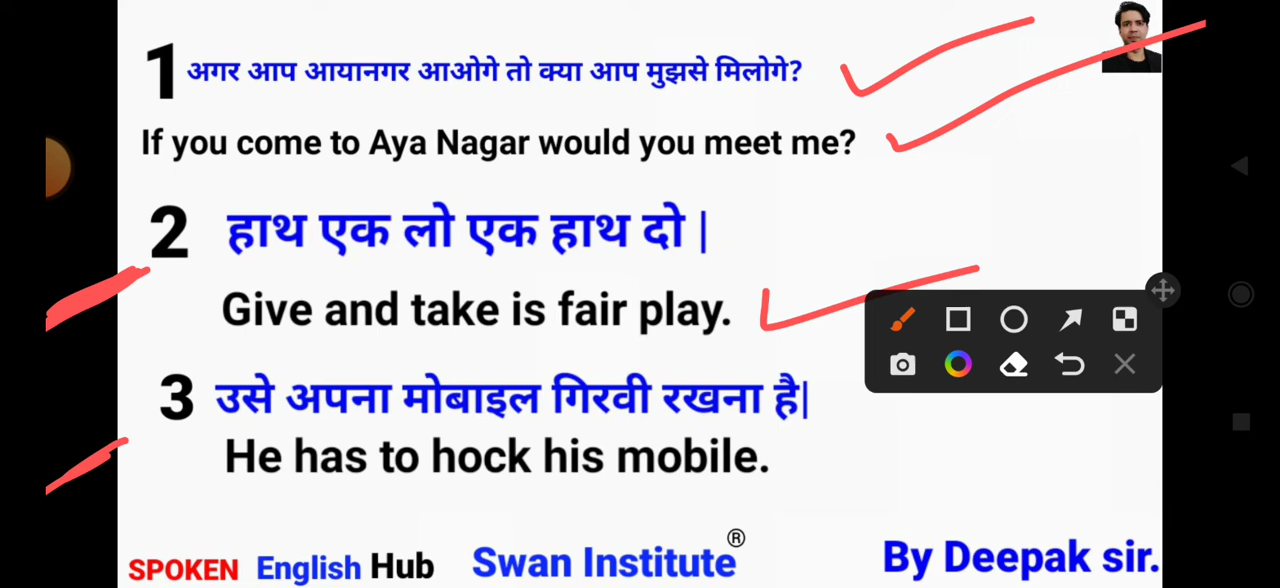 1 अगर आप आयानगर आओगे तो क्या आप मुझसे मिलोगे?
If you come to Aya Nagar would you meet me?
2 हाथ एक लो एक हाथ दो |
Give and take is fair play.
3 उसे अपना मोबाइल गिरवी रखना है|
He has to hock his mobile.
SPOKEN English Hub Swan Institute® By Deepak sir.